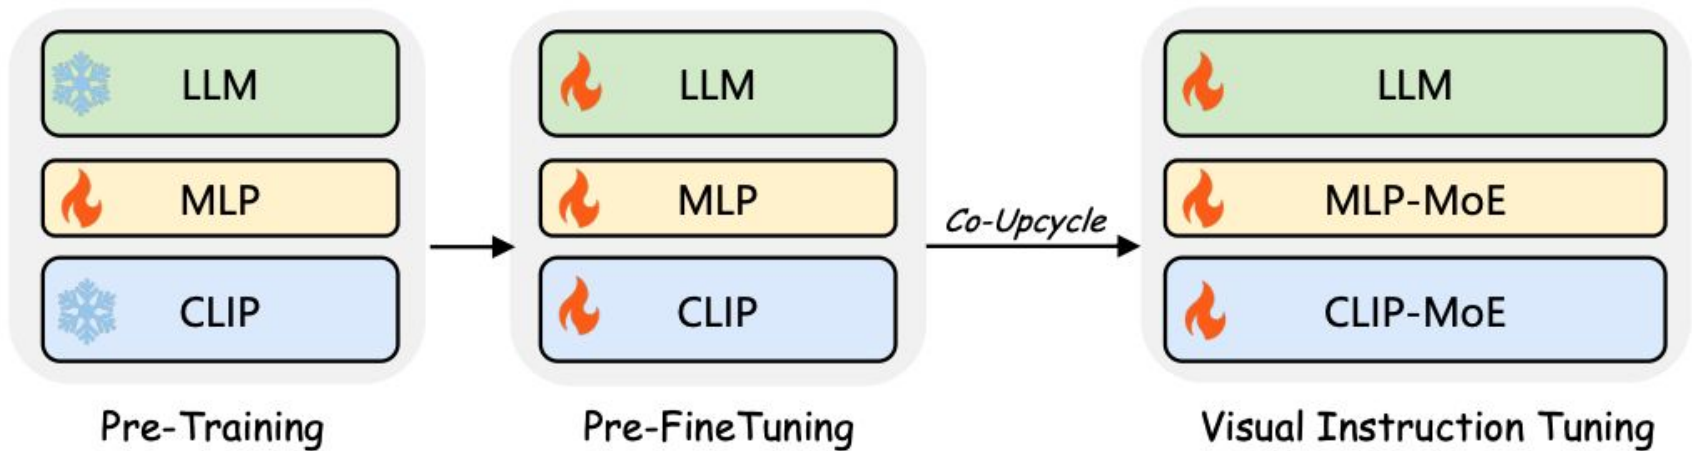 LLM
MLP
CLIP
Pre-Training
LLM
MLP
CLIP
Pre-FineTuning
Co-Upcycle
LLM
MLP-MoE
CLIP-MoE
Visual Instruction Tuning